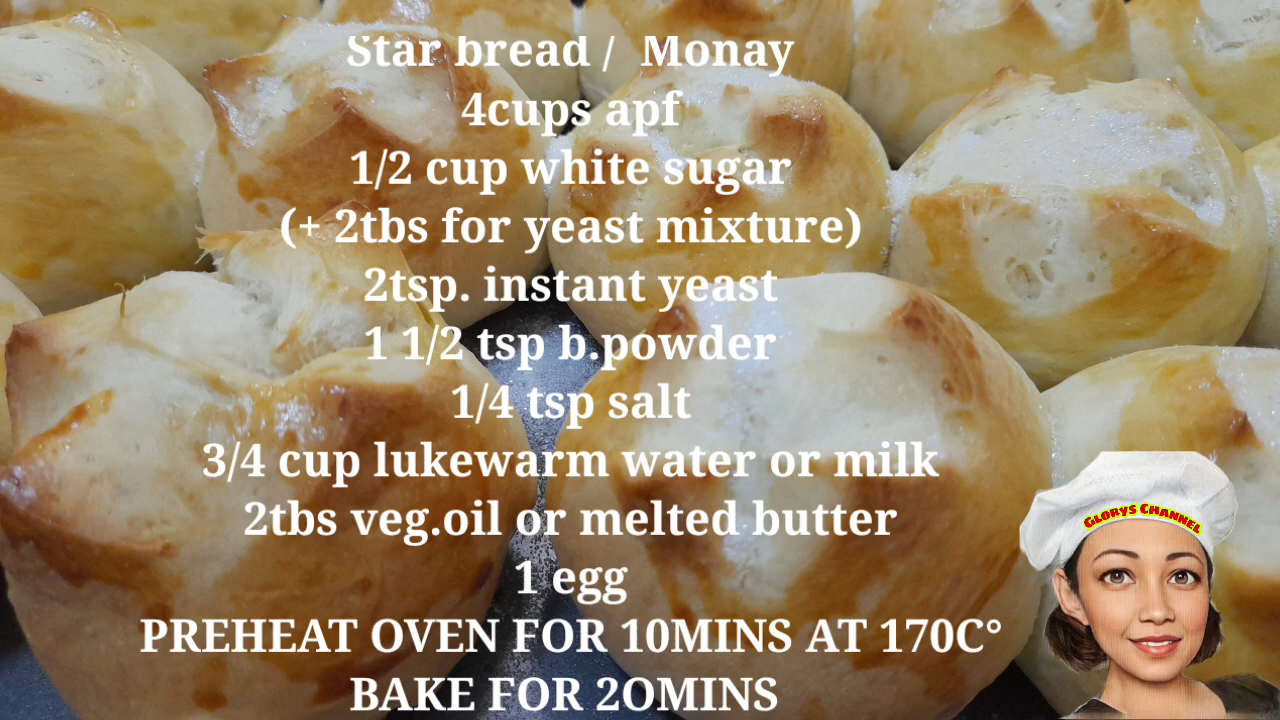 Star bread / Monay
4cups apf
1/2 cup white sugar
(+ 2tbs for yeast mixture)
2tsp. instant yeast
1 1/2 tsp b.powder
1/4 tsp salt
3/4 cup lukewarm water or milk
2tbs veg.oil or melted butter
1 egg
PREHEAT OVEN FOR 10MINS AT 170C°
BAKE FOR 2OMINS
GLORYS CHANNEL